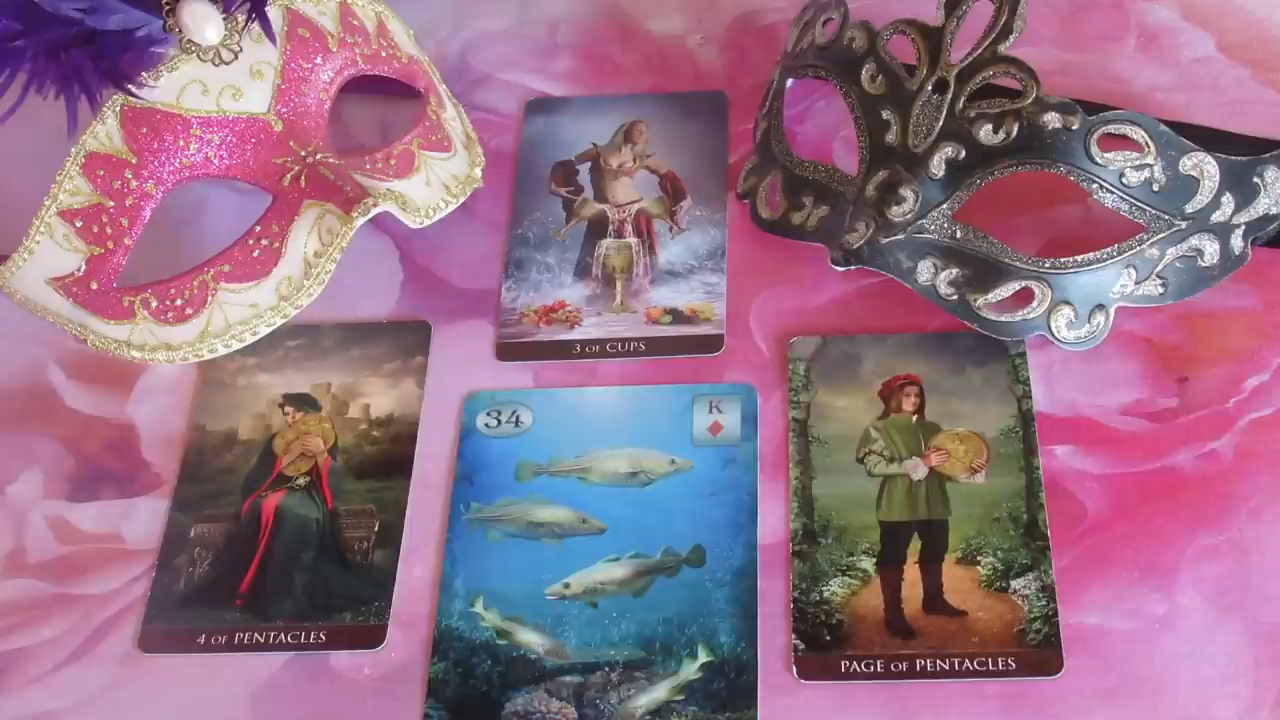 3 OF CUPS
34
K
4 OF PENTACLES
PAGE OF PENTACLES